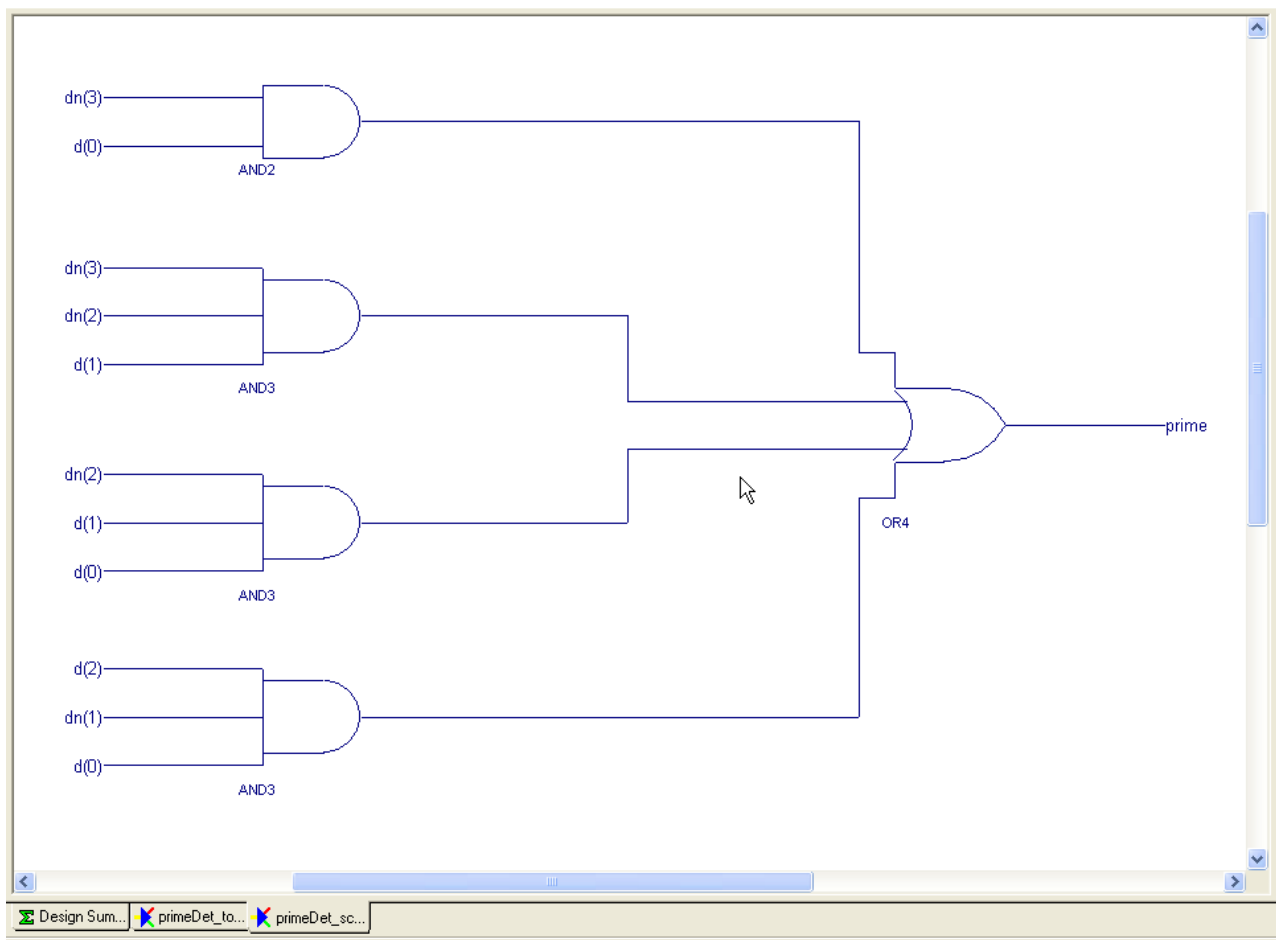 dn(3)
d(0)
AND2
dn(3)
dn(2)
d(1)
AND3
dn(2)
d(1)
d(0)
AND3
d(2)
dn(1)
d(0)
AND3
OR4
prime
Design Sum... primeDet_to... primeDet_sc...